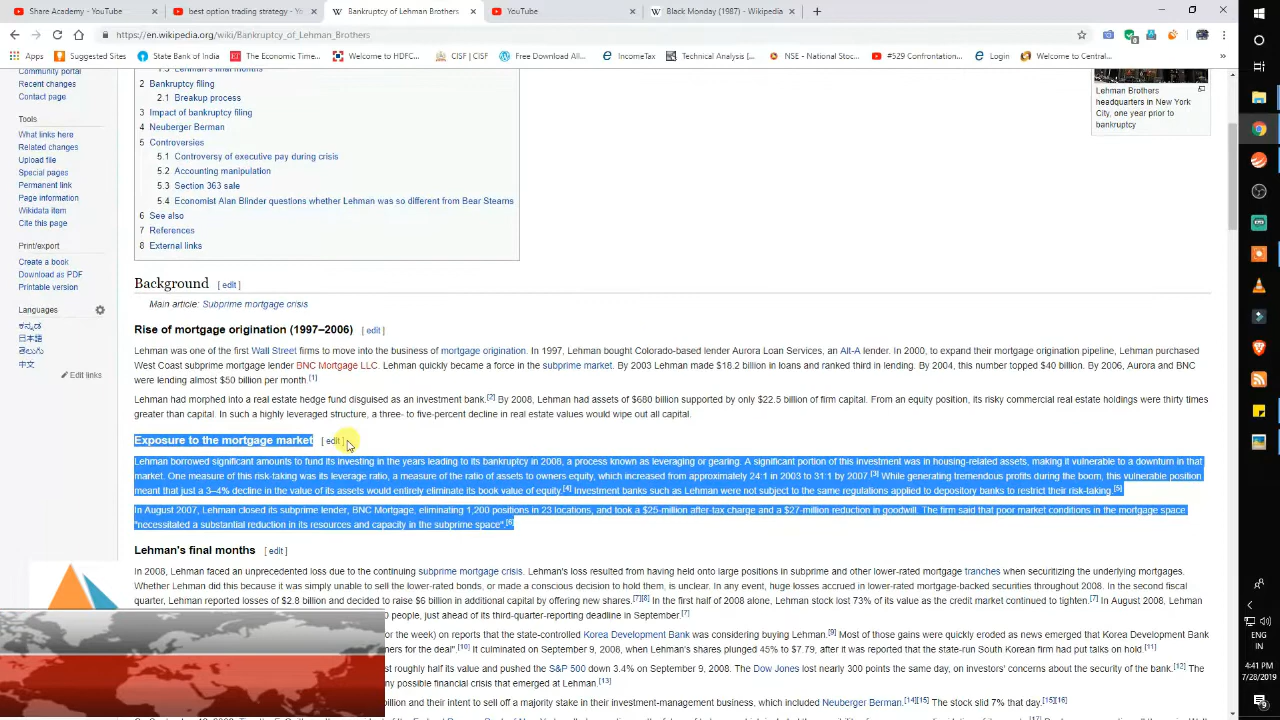 Share Academy - YouTube
best option trading strategy - Yo
Bankruptcy of Lehman Brothers
YouTube
Black Monday (1987) - Wikipedia
https://en.wikipedia.org/wiki/Bankruptcy_of_Lehman_Brothers
Apps
Suggested Sites
State Bank of India
The Economic Time...
Welcome to HDFC...
CISF | CISF
Free Download All...
IncomeTax
Technical Analysis [...
NSE - National Stoc...
#529 Confrontation...
Login
Welcome to Central...
Community portal
Recent changes
Contact page
Tools
What links here
Related changes
Upload file
Special pages
Permanent link
Page information
Wikidata item
Cite this page
Print/export
Create a book
Download as PDF
Printable version
Languages
ಕನ್ನಡ
日本語
తెలుగు
中文
Edit links
1.3 Lehman's final months
2 Bankruptcy filing
2.1 Breakup process
3 Impact of bankruptcy filing
4 Neuberger Berman
5 Controversies
5.1 Controversy of executive pay during crisis
5.2 Accounting manipulation
5.3 Section 363 sale
5.4 Economist Alan Blinder questions whether Lehman was so different from Bear Stearns
6 See also
7 References
8 External links
Lehman Brothers
headquarters in New York
City, one year prior to
bankruptcy
Background [ edit ]
Main article: Subprime mortgage crisis
Rise of mortgage origination (1997–2006) [ edit ]
Lehman was one of the first Wall Street firms to move into the business of mortgage origination. In 1997, Lehman bought Colorado-based lender Aurora Loan Services, an Alt-A lender. In 2000, to expand their mortgage origination pipeline, Lehman purchased
West Coast subprime mortgage lender BNC Mortgage LLC. Lehman quickly became a force in the subprime market. By 2003 Lehman made $18.2 billion in loans and ranked third in lending. By 2004, this number topped $40 billion. By 2006, Aurora and BNC
were lending almost $50 billion per month.[1]
Lehman had morphed into a real estate hedge fund disguised as an investment bank.[2] By 2008, Lehman had assets of $680 billion supported by only $22.5 billion of firm capital. From an equity position, its risky commercial real estate holdings were thirty times
greater than capital. In such a highly leveraged structure, a three- to five-percent decline in real estate values would wipe out all capital.
Exposure to the mortgage market [ edit ]
Lehman borrowed significant amounts to fund its investing in the years leading to its bankruptcy in 2008, a process known as leveraging or gearing. A significant portion of this investment was in housing-related assets, making it vulnerable to a downturn in that
market. One measure of this risk-taking was its leverage ratio, a measure of the ratio of assets to owners equity, which increased from approximately 24:1 in 2003 to 31:1 by 2007.[3] While generating tremendous profits during the boom, this vulnerable position
meant that just a 3–4% decline in the value of its assets would entirely eliminate its book value of equity.[4] Investment banks such as Lehman were not subject to the same regulations applied to depository banks to restrict their risk-taking.[5]
In August 2007, Lehman closed its subprime lender, BNC Mortgage, eliminating 1,200 positions in 23 locations, and took a $25-million after-tax charge and a $27-million reduction in goodwill. The firm said that poor market conditions in the mortgage space
"necessitated a substantial reduction in its resources and capacity in the subprime space".[6]
Lehman's final months [ edit ]
In 2008, Lehman faced an unprecedented loss due to the continuing subprime mortgage crisis. Lehman's loss resulted from having held onto large positions in subprime and other lower-rated mortgage tranches when securitizing the underlying mortgages.
Whether Lehman did this because it was simply unable to sell the lower-rated bonds, or made a conscious decision to hold them, is unclear. In any event, huge losses accrued in lower-rated mortgage-backed securities throughout 2008. In the second fiscal
quarter, Lehman reported losses of $2.8 billion and decided to raise $6 billion in additional capital by offering new shares.[7][8] In the first half of 2008 alone, Lehman stock lost 73% of its value as the credit market continued to tighten.[7] In August 2008, Lehman
0 people, just ahead of its third-quarter-reporting deadline in September.[7]
for the week) on reports that the state-controlled Korea Development Bank was considering buying Lehman.[9] Most of those gains were quickly eroded as news emerged that Korea Development Bank
ners for the deal".[10] It culminated on September 9, 2008, when Lehman's shares plunged 45% to $7.79, after it was reported that the state-run South Korean firm had put talks on hold.[11]
st roughly half its value and pushed the S&P 500 down 3.4% on September 9, 2008. The Dow Jones lost nearly 300 points the same day, on investors' concerns about the security of the bank.[12] The
ny possible financial crisis that emerged at Lehman.[13]
billion and their intent to sell off a majority stake in their investment-management business, which included Neuberger Berman.[14][15] The stock slid 7% that day.[15][16]
ENG
IN
4:41 PM
7/28/2019